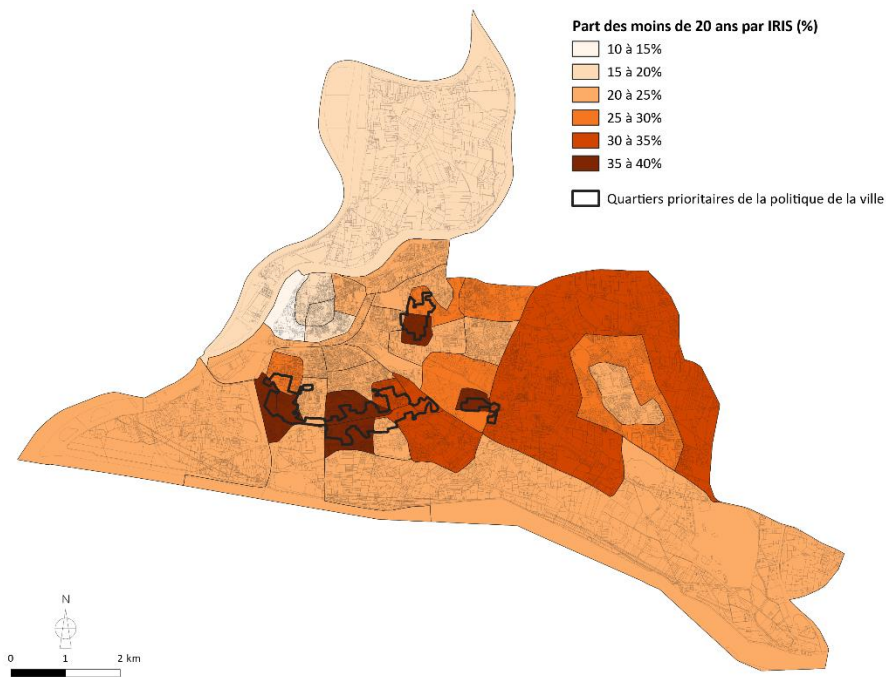 Part des moins de 20 ans par IRIS (%)
10 à 15%
15 à 20%
20 à 25%
25 à 30%
30 à 35%
35 à 40%
Quartiers prioritaires de la politique de la ville
N
0 1 2 km